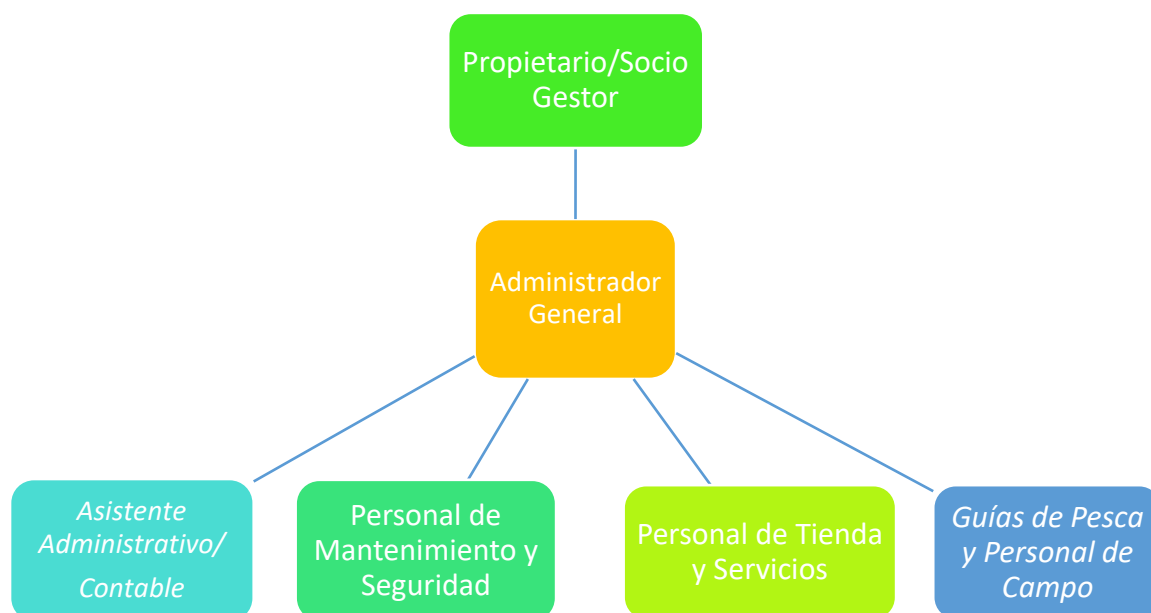 Propietario/Socio
Gestor
Administrador
General
Asistente
Administrativo/
Contable
Personal de
Mantenimiento y
Seguridad
Personal de Tienda
y Servicios
Guías de Pesca
y Personal de
Campo